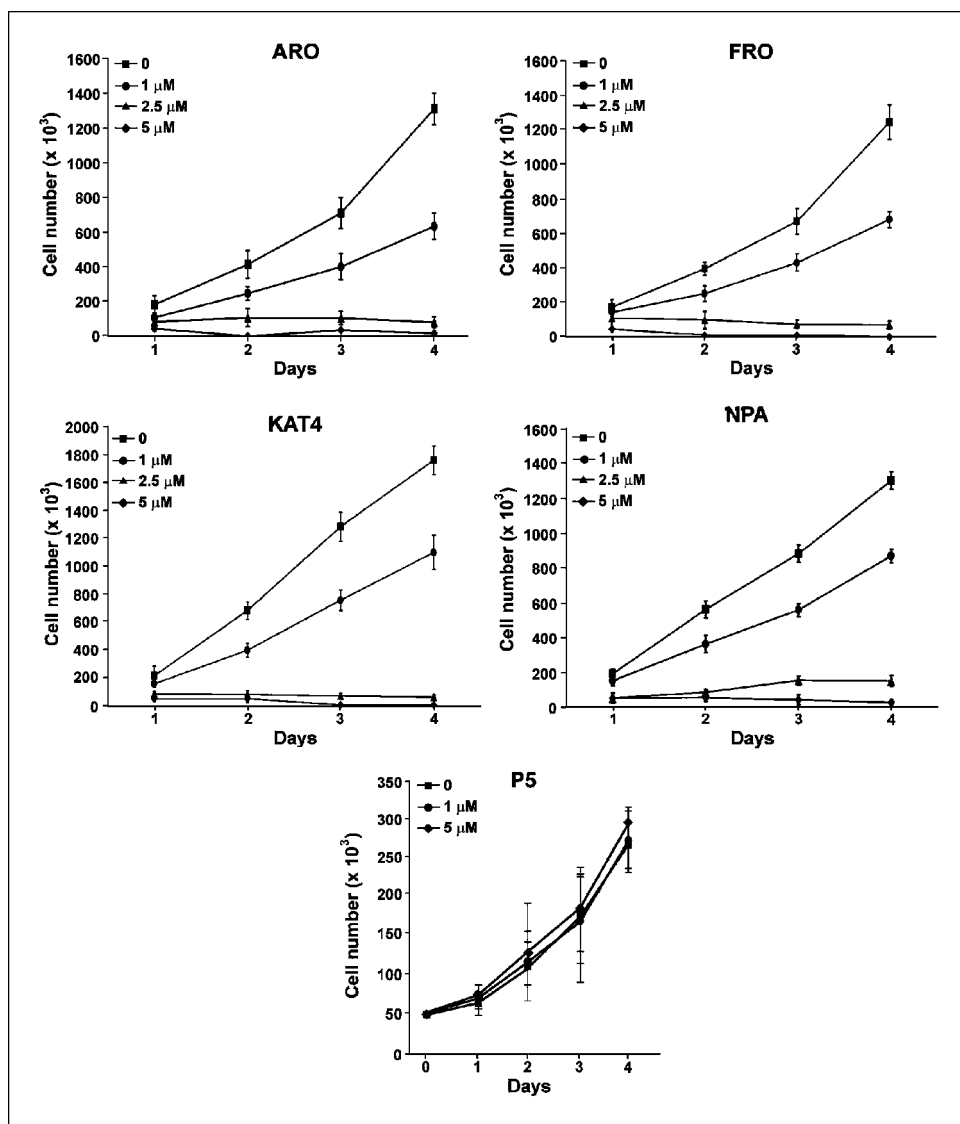 ARO
0
1 μM
2.5 μM
5 μM
1600
1400
1200
1000
800
600
400
200
0
Cell number (x 10³)
1 2 3 4
Days
FRO
0
1 μM
2.5 μM
5 μM
1600
1400
1200
1000
800
600
400
200
0
Cell number (x 10³)
1 2 3 4
Days
KAT4
0
1 μM
2.5 μM
5 μM
2000
1800
1600
1400
1200
1000
800
600
400
200
0
Cell number (x 10³)
1 2 3 4
Days
NPA
0
1 μM
2.5 μM
5 μM
1600
1400
1200
1000
800
600
400
200
0
Cell number (x 10³)
1 2 3 4
Days
P5
0
1 μM
5 μM
350
300
250
150
100
50
0
Cell number (x 10³)
0 1 2 3 4
Days